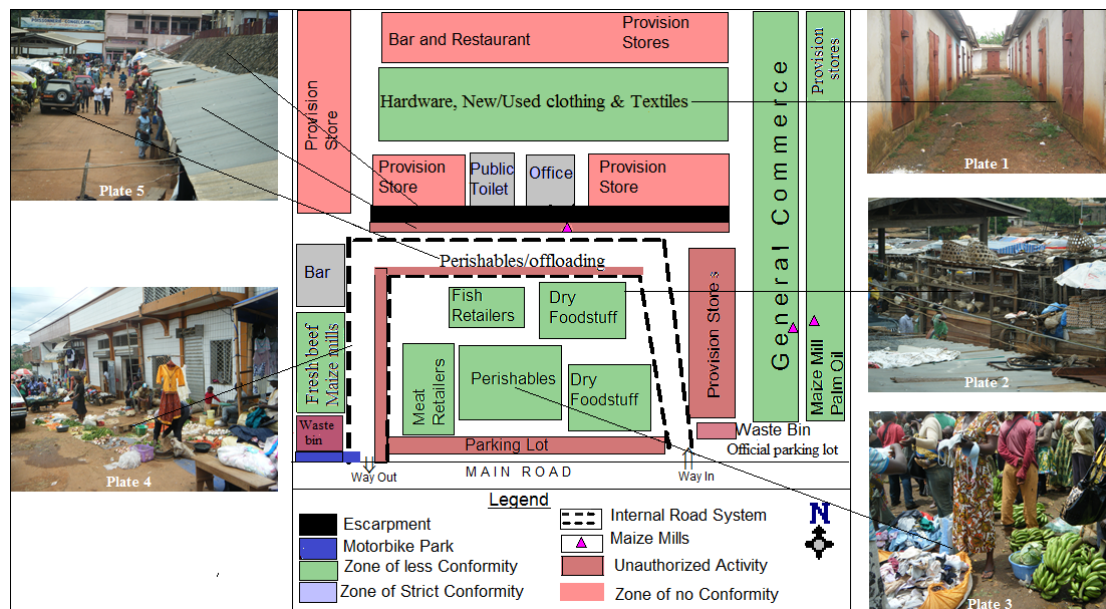 Plate 5
Plate 4
Provision
Store
Bar and Restaurant
Provision
Stores
Hardware, New/Used clothing & Textiles
Provision
Store
Public
Toilet
Office
Provision
Store
Bar
Perishables/offloading
Fish
Retailers
Dry
Foodstuff
Fresh beef
Maize mills
Meat
Retailers
Perishables
Dry
Foodstuff
Provision Stores
Waste
bin
Parking Lot
Way Out
MAIN ROAD
Way In
General Commerce
Provision
stores
Maize Mill
Palm Oil
Waste Bin
Official parking lot
Legend
Escarpment
Motorbike Park
Zone of less Conformity
Zone of Strict Conformity
Internal Road System
Maize Mills
Unauthorized Activity
Zone of no Conformity
N
Plate 1
Plate 2
Plate 3